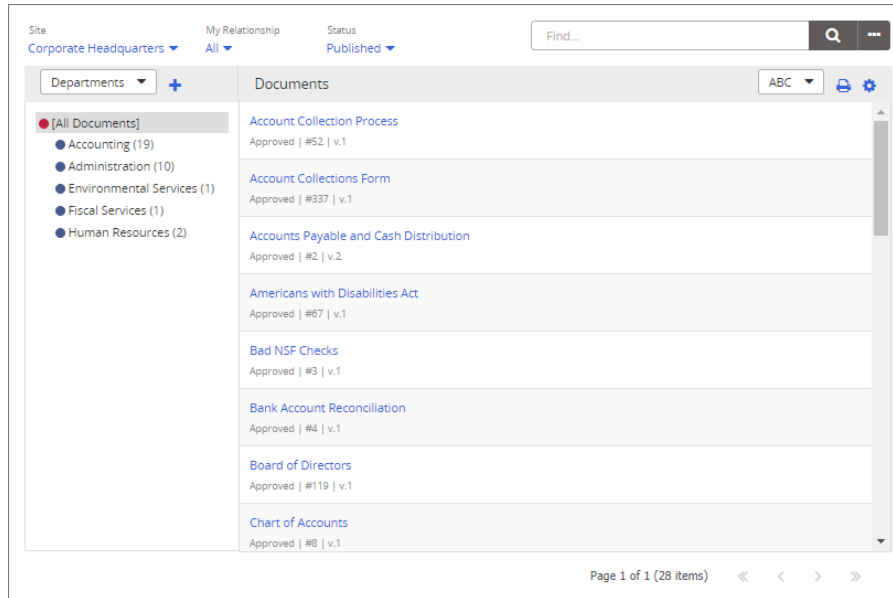 Site My Relationship Status
Corporate Headquarters All Published
Find...
Departments
Documents
ABC
[All Documents]
Accounting (19)
Administration (10)
Environmental Services (1)
Fiscal Services (1)
Human Resources (2)
Account Collection Process
Approved | #52 | v.1
Account Collections Form
Approved | #337 | v.1
Accounts Payable and Cash Distribution
Approved | #2 | v.2
Americans with Disabilities Act
Approved | #67 | v.1
Bad NSF Checks
Approved | #3 | v.1
Bank Account Reconciliation
Approved | #4 | v.1
Board of Directors
Approved | #119 | v.1
Chart of Accounts
Approved | #8 | v.1
Page 1 of 1 (28 items)